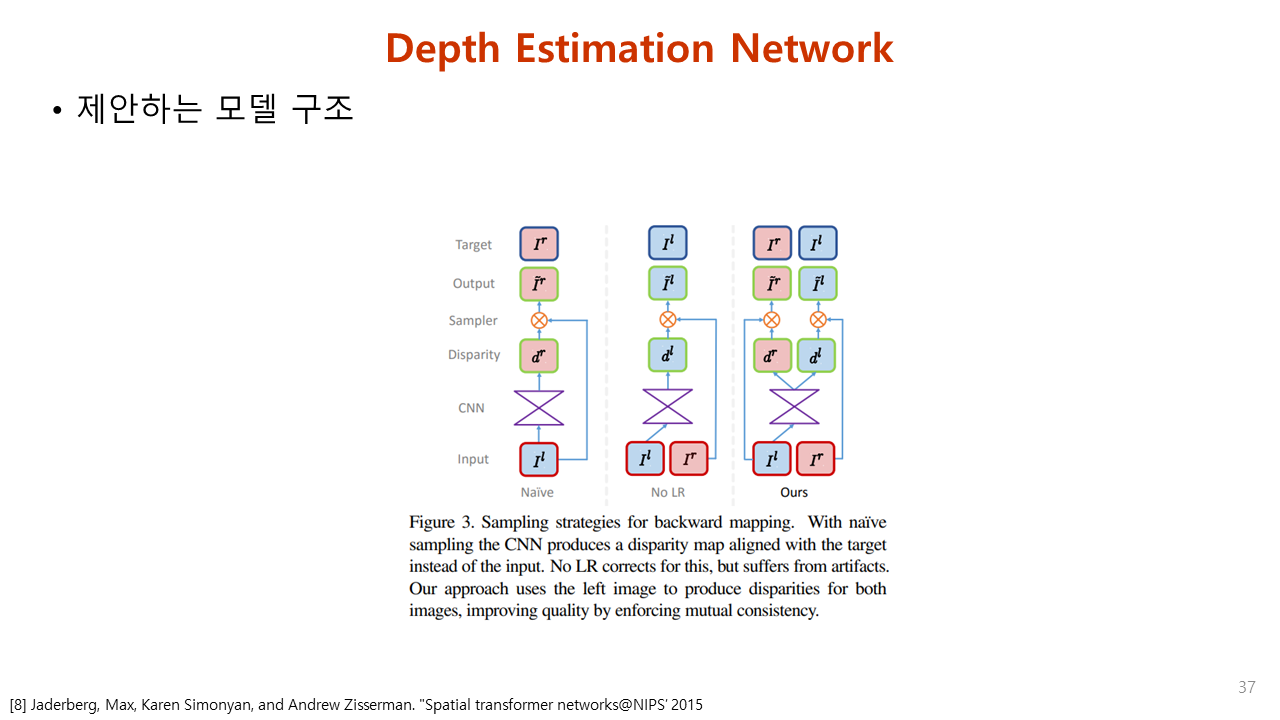 Depth Estimation Network
• 제안하는 모델 구조
Target I^r I^l I^r I^l
Output Ĩ^r Ĩ^l Ĩ^r Ĩ^l
Sampler
Disparity d^r d^l d^r d^l
CNN
Input I^l I^l I^r I^l I^r
Naïve No LR Ours
Figure 3. Sampling strategies for backward mapping. With naïve
sampling the CNN produces a disparity map aligned with the target
instead of the input. No LR corrects for this, but suffers from artifacts.
Our approach uses the left image to produce disparities for both
images, improving quality by enforcing mutual consistency.
37
[8] Jaderberg, Max, Karen Simonyan, and Andrew Zisserman. "Spatial transformer networks@NIPS' 2015